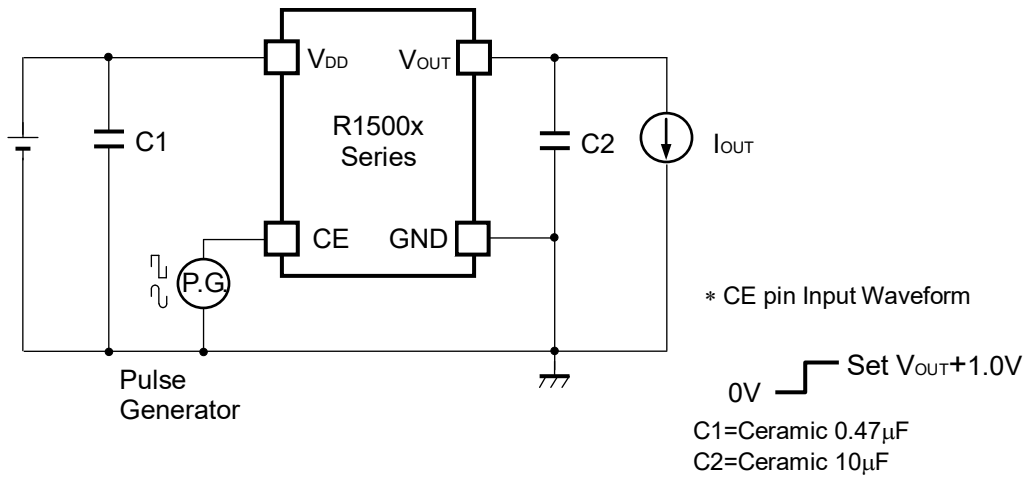 VDD
VOUT
R1500x
Series
C1
C2
IOUT
CE
GND
P.G.
Pulse
Generator
* CE pin Input Waveform
Set VOUT+1.0V
0V
C1=Ceramic 0.47μF
C2=Ceramic 10μF